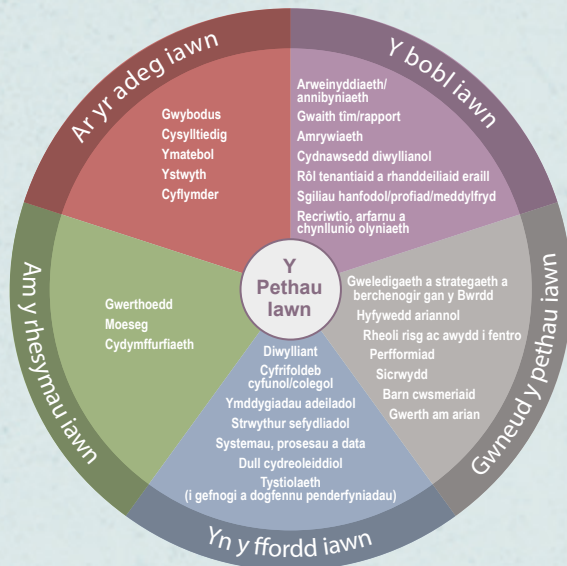 Y bobl iawn
Arweinyddiaeth/
annibyniaeth
Gwaith tîm/rapport
Amrywiaeth
Cydnawsedd diwylliannol
Rôl tenantiaid a rhanddeiliaid eraill
Sgiliau hanfodol/profiad/meddylfryd
Recriwtio, arfarnu a
chynllunio olyniaeth
Gwneud y pethau iawn
Gweledigaeth a strategaeth a
berchenogir gan y Bwrdd
Hyfywedd ariannol
Rheoli risg ac awydd i fentro
Perfformiad
Sicrwydd
Barn cwsmeriaid
Gwerth am arian
Yn y ffordd iawn
Diwylliant
Cyfrifoldeb
cyfunol/colegol
Ymddygiadau adeiladol
Strwythur sefydliadol
Systemau, prosesau a data
Dull cydreoleiddiol
Tystiolaeth
(i gefnogi a dogfennu penderfyniadau)
Am y rhesymau iawn
Gwerthoedd
Moeseg
Cydymffurfiaeth
Ar yr adeg iawn
Gwybodus
Cysylltiedig
Ymatebol
Ystwyth
Cyflymder
Y
Pethau
Iawn